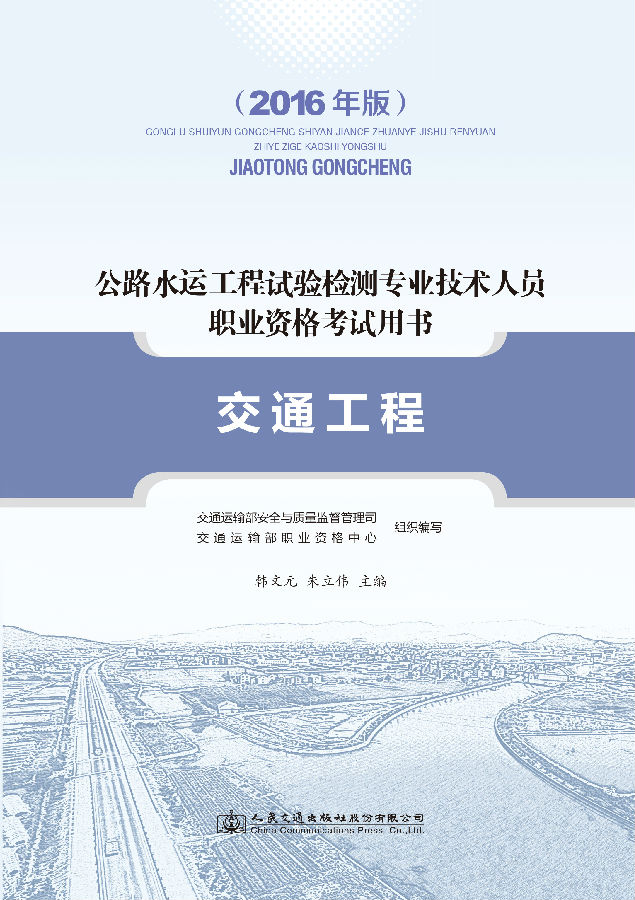 （2016 年版）
GONGLU SHUIYUN GONGCHENG SHIYAN JIANCE ZHUANYE JISHU RENYUAN
ZHIYE ZIGE KAOSHI YONGSHU
JIAOTONG GONGCHENG
公路水运工程试验检测专业技术人员
职业资格考试用书
交通工程
交通运输部安全与质量监督管理司
交通运输部职业资格中心 组织编写
韩文元 朱立伟 主编
人民交通出版社股份有限公司
China Communications Press Co.,Ltd.